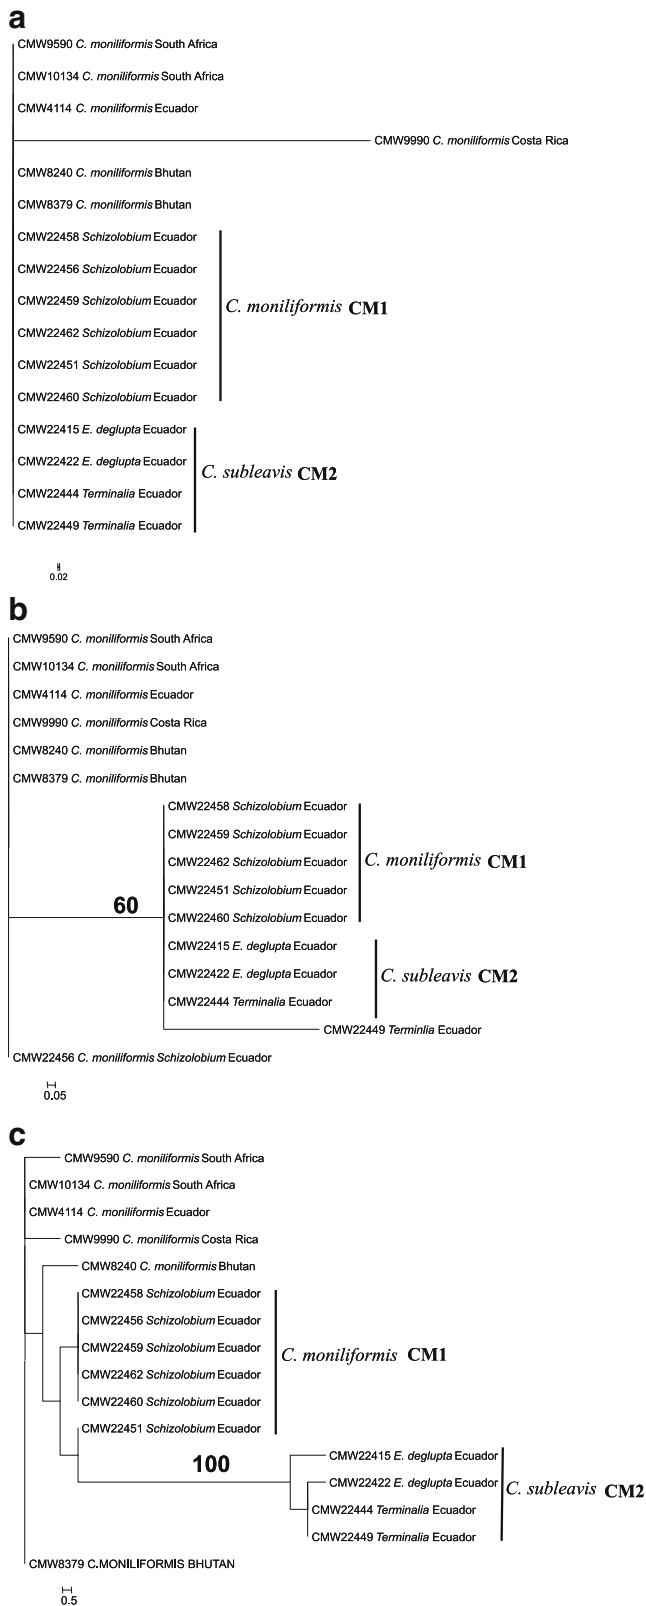 a
CMW9590 C. moniliformis South Africa
CMW10134 C. moniliformis South Africa
CMW4114 C. moniliformis Ecuador
CMW9990 C. moniliformis Costa Rica
CMW8240 C. moniliformis Bhutan
CMW8379 C. moniliformis Bhutan
CMW22458 Schizolobium Ecuador
CMW22456 Schizolobium Ecuador
CMW22459 Schizolobium Ecuador
C. moniliformis CM1
CMW22462 Schizolobium Ecuador
CMW22451 Schizolobium Ecuador
CMW22460 Schizolobium Ecuador
CMW22415 E. deglupta Ecuador
CMW22422 E. deglupta Ecuador
C. subleavis CM2
CMW22444 Terminalia Ecuador
CMW22449 Terminalia Ecuador
0.02
b
CMW9590 C. moniliformis South Africa
CMW10134 C. moniliformis South Africa
CMW4114 C. moniliformis Ecuador
CMW9990 C. moniliformis Costa Rica
CMW8240 C. moniliformis Bhutan
CMW8379 C. moniliformis Bhutan
CMW22458 Schizolobium Ecuador
CMW22459 Schizolobium Ecuador
CMW22462 Schizolobium Ecuador
C. moniliformis CM1
CMW22451 Schizolobium Ecuador
60
CMW22460 Schizolobium Ecuador
CMW22415 E. deglupta Ecuador
CMW22422 E. deglupta Ecuador
C. subleavis CM2
CMW22444 Terminalia Ecuador
CMW22449 Terminlia Ecuador
CMW22456 C. moniliformis Schizolobium Ecuador
0.05
c
CMW9590 C. moniliformis South Africa
CMW10134 C. moniliformis South Africa
CMW4114 C. moniliformis Ecuador
CMW9990 C. moniliformis Costa Rica
CMW8240 C. moniliformis Bhutan
CMW22458 Schizolobium Ecuador
CMW22456 Schizolobium Ecuador
CMW22459 Schizolobium Ecuador
C. moniliformis CM1
CMW22462 Schizolobium Ecuador
CMW22460 Schizolobium Ecuador
CMW22451 Schizolobium Ecuador
100
CMW22415 E. deglupta Ecuador
CMW22422 E. deglupta Ecuador
C. subleavis CM2
CMW22444 Terminalia Ecuador
CMW22449 Terminalia Ecuador
CMW8379 C.MONILIFORMIS BHUTAN
0.5